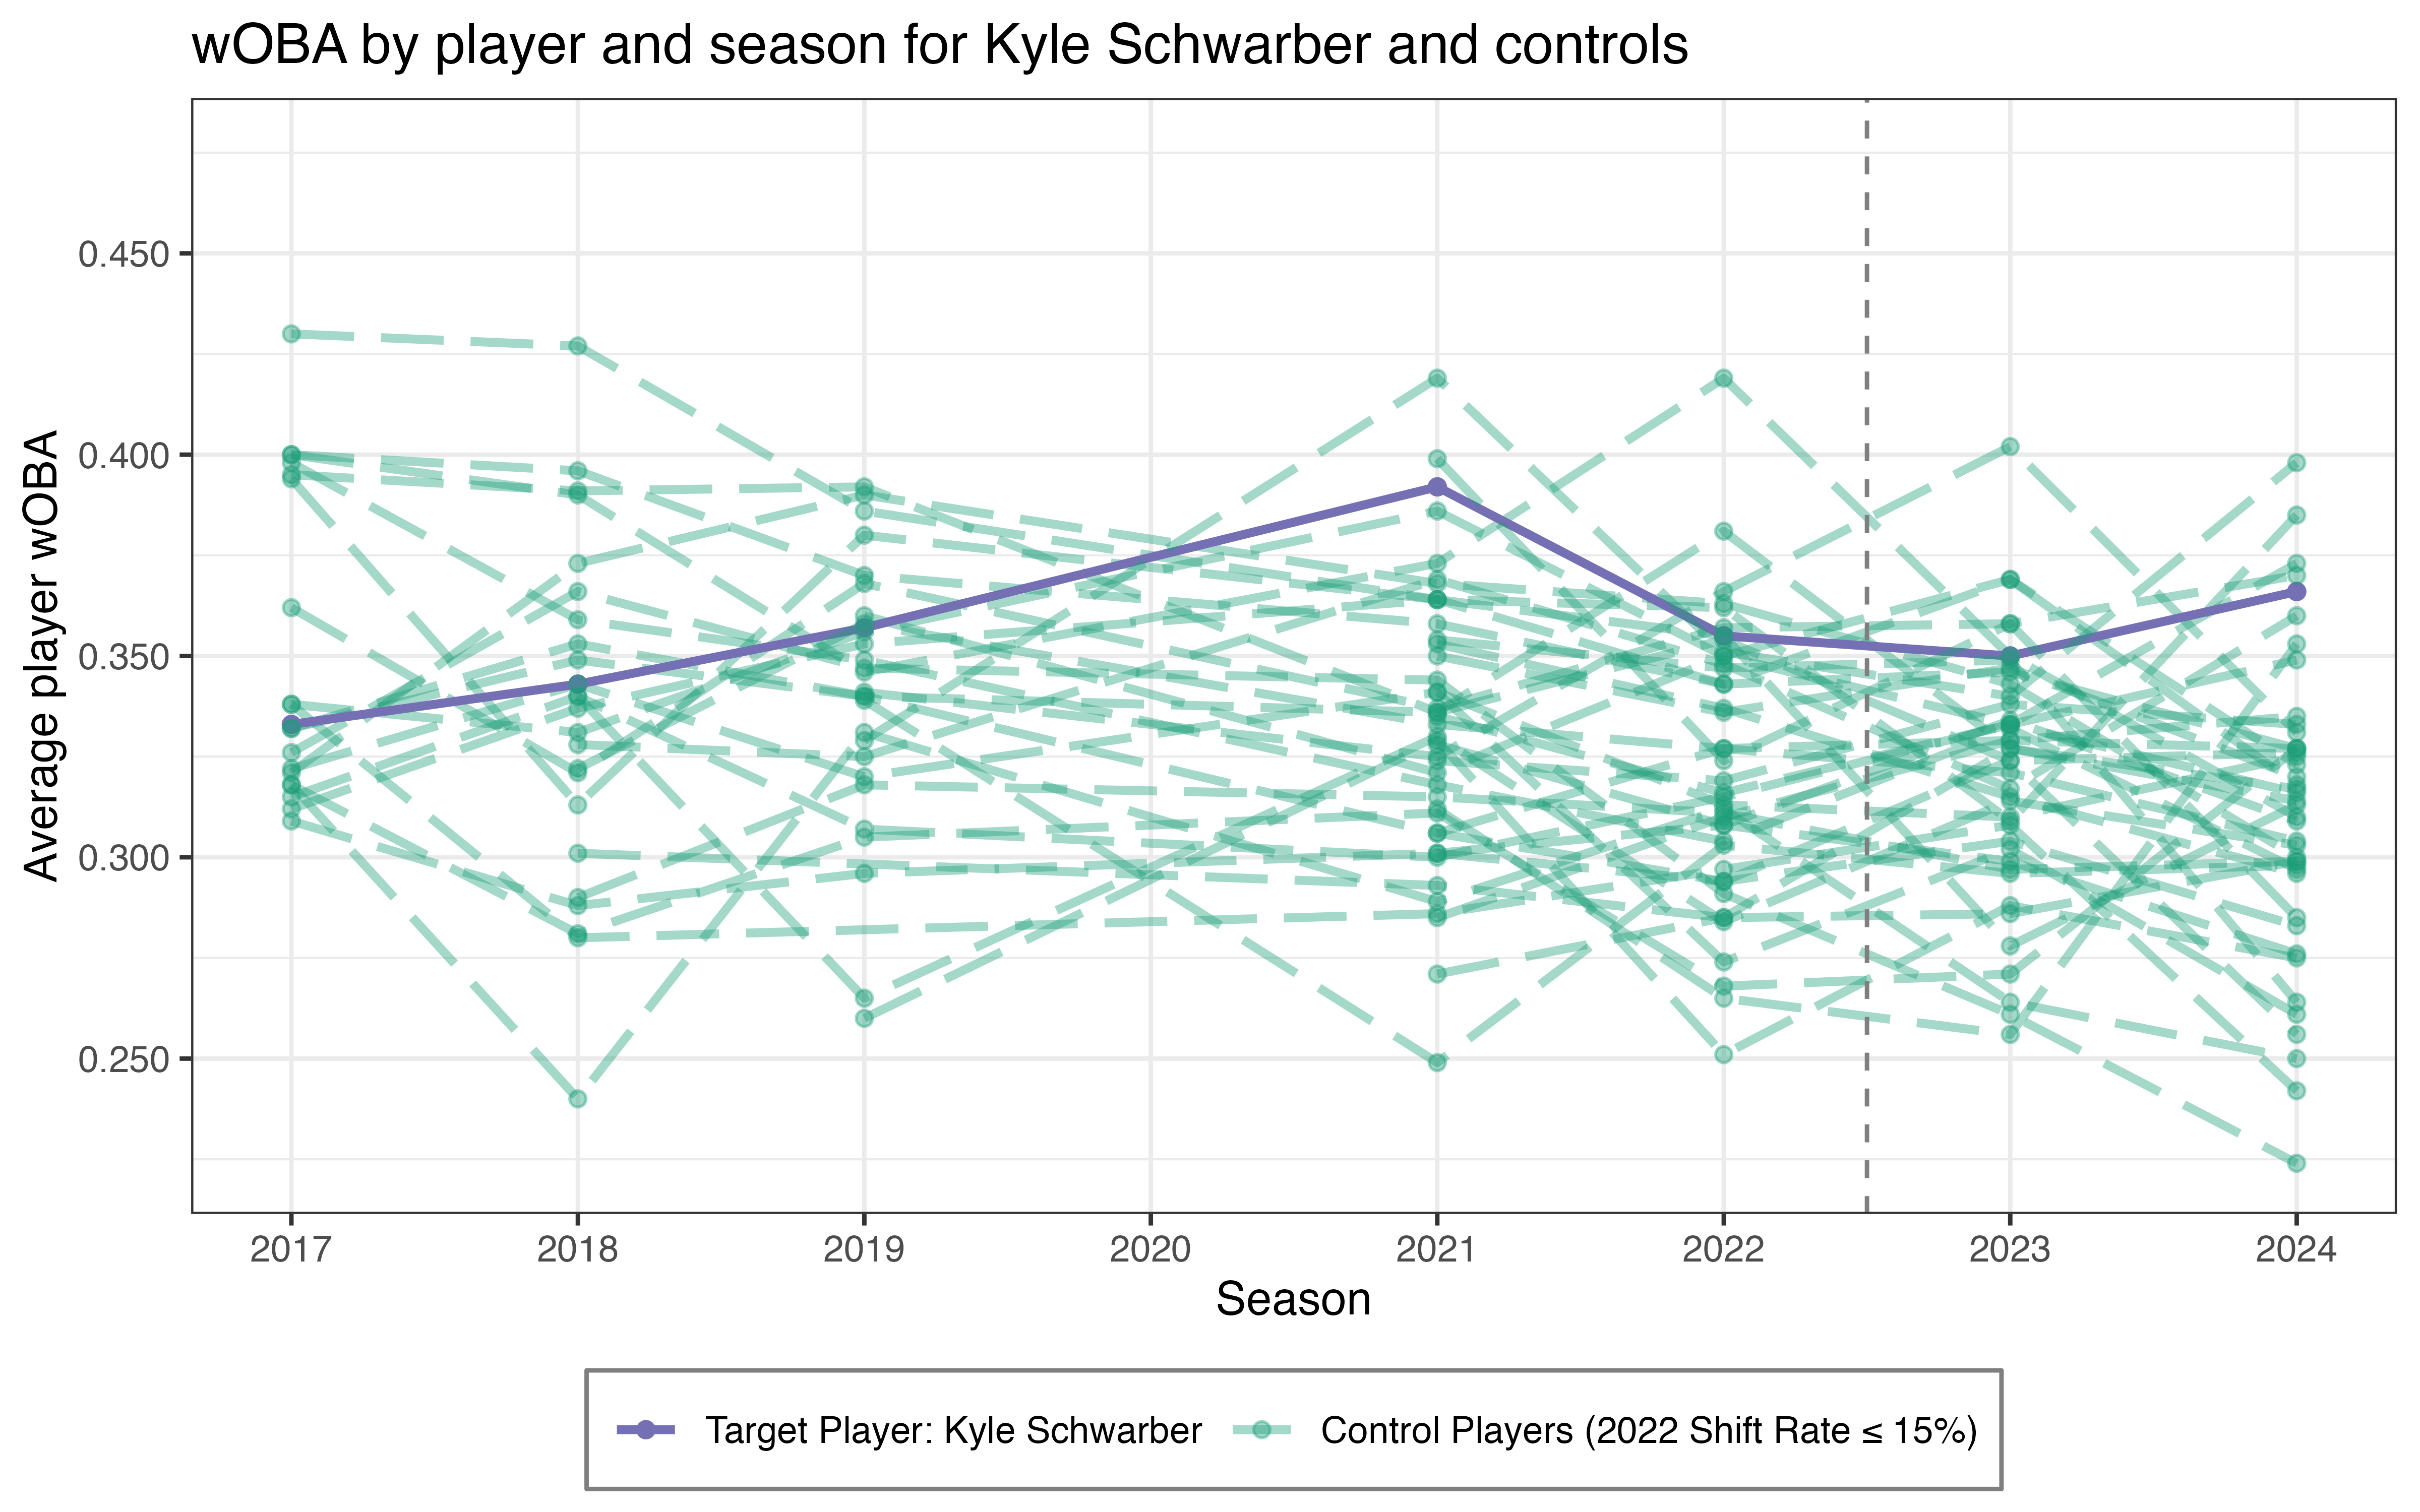 wOBA by player and season for Kyle Schwarber and controls
Average player wOBA
0.450
0.400
0.350
0.300
0.250
2017 2018 2019 2020 2021 2022 2023 2024
Season
Target Player: Kyle Schwarber Control Players (2022 Shift Rate ≤ 15%)